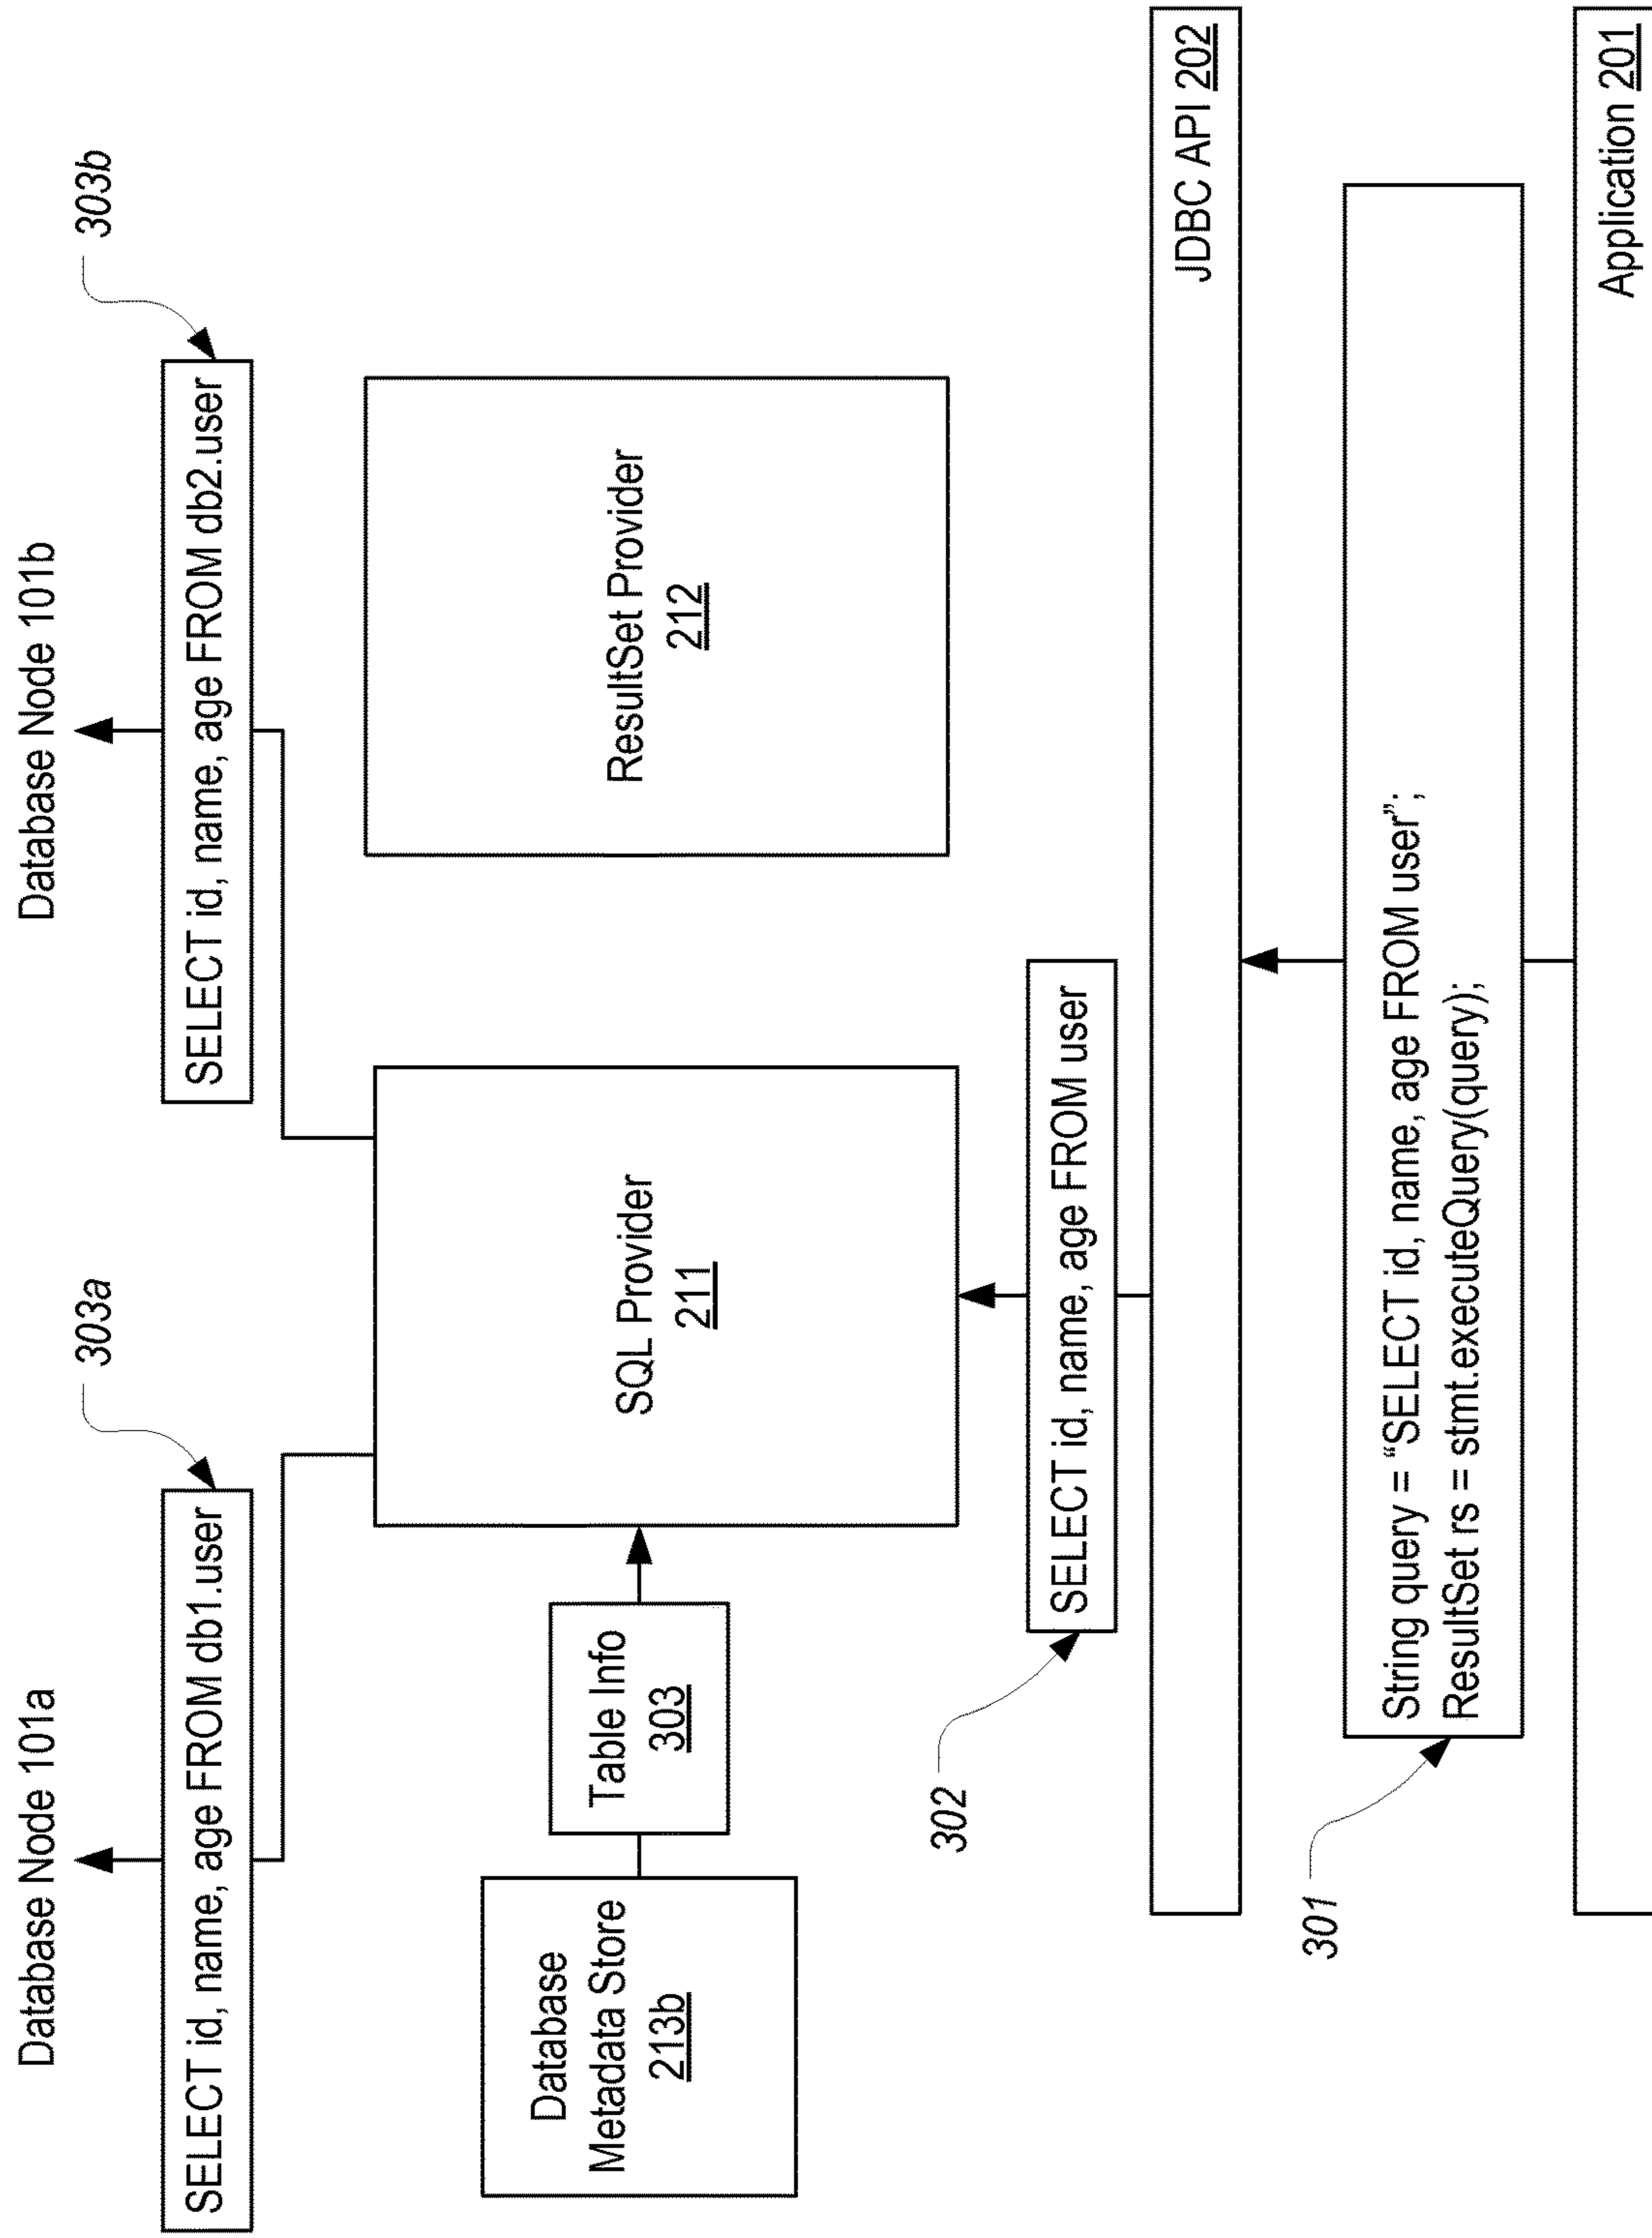 Database Node 101a
Database Node 101b
303a
303b
SELECT id, name, age FROM db1.user
SELECT id, name, age FROM db2.user
Database
Metadata Store
213b
Table Info
303
SQL Provider
211
ResultSet Provider
212
302
SELECT id, name, age FROM user
JDBC API 202
301
String query = “SELECT id, name, age FROM user”;
ResultSet rs = stmt.executeQuery(query);
Application 201